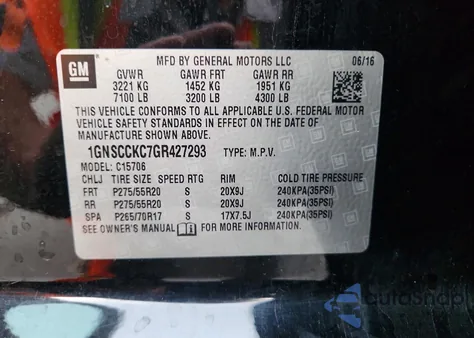 GM
MFD BY GENERAL MOTORS LLC 06/16
GVWR GAWR FRT GAWR RR
3221 KG 1452 KG 1951 KG
7100 LB 3200 LB 4300 LB
THIS VEHICLE CONFORMS TO ALL APPLICABLE U.S. FEDERAL MOTOR
VEHICLE SAFETY STANDARDS IN EFFECT ON THE DATE OF
MANUFACTURE SHOWN ABOVE.
1GNSCCKC7GR427293 TYPE: M.P.V.
MODEL: C15706
CHLJ TIRE SIZE SPEED RTG RIM COLD TIRE PRESSURE
FRT P275/55R20 S 20X9J 240KPA(35PSI)
RR P275/55R20 S 20X9J 240KPA(35PSI)
SPA P265/70R17 S 17X7.5J 240KPA(35PSI)
SEE OWNER'S MANUAL FOR MORE INFORMATION.
autosnap